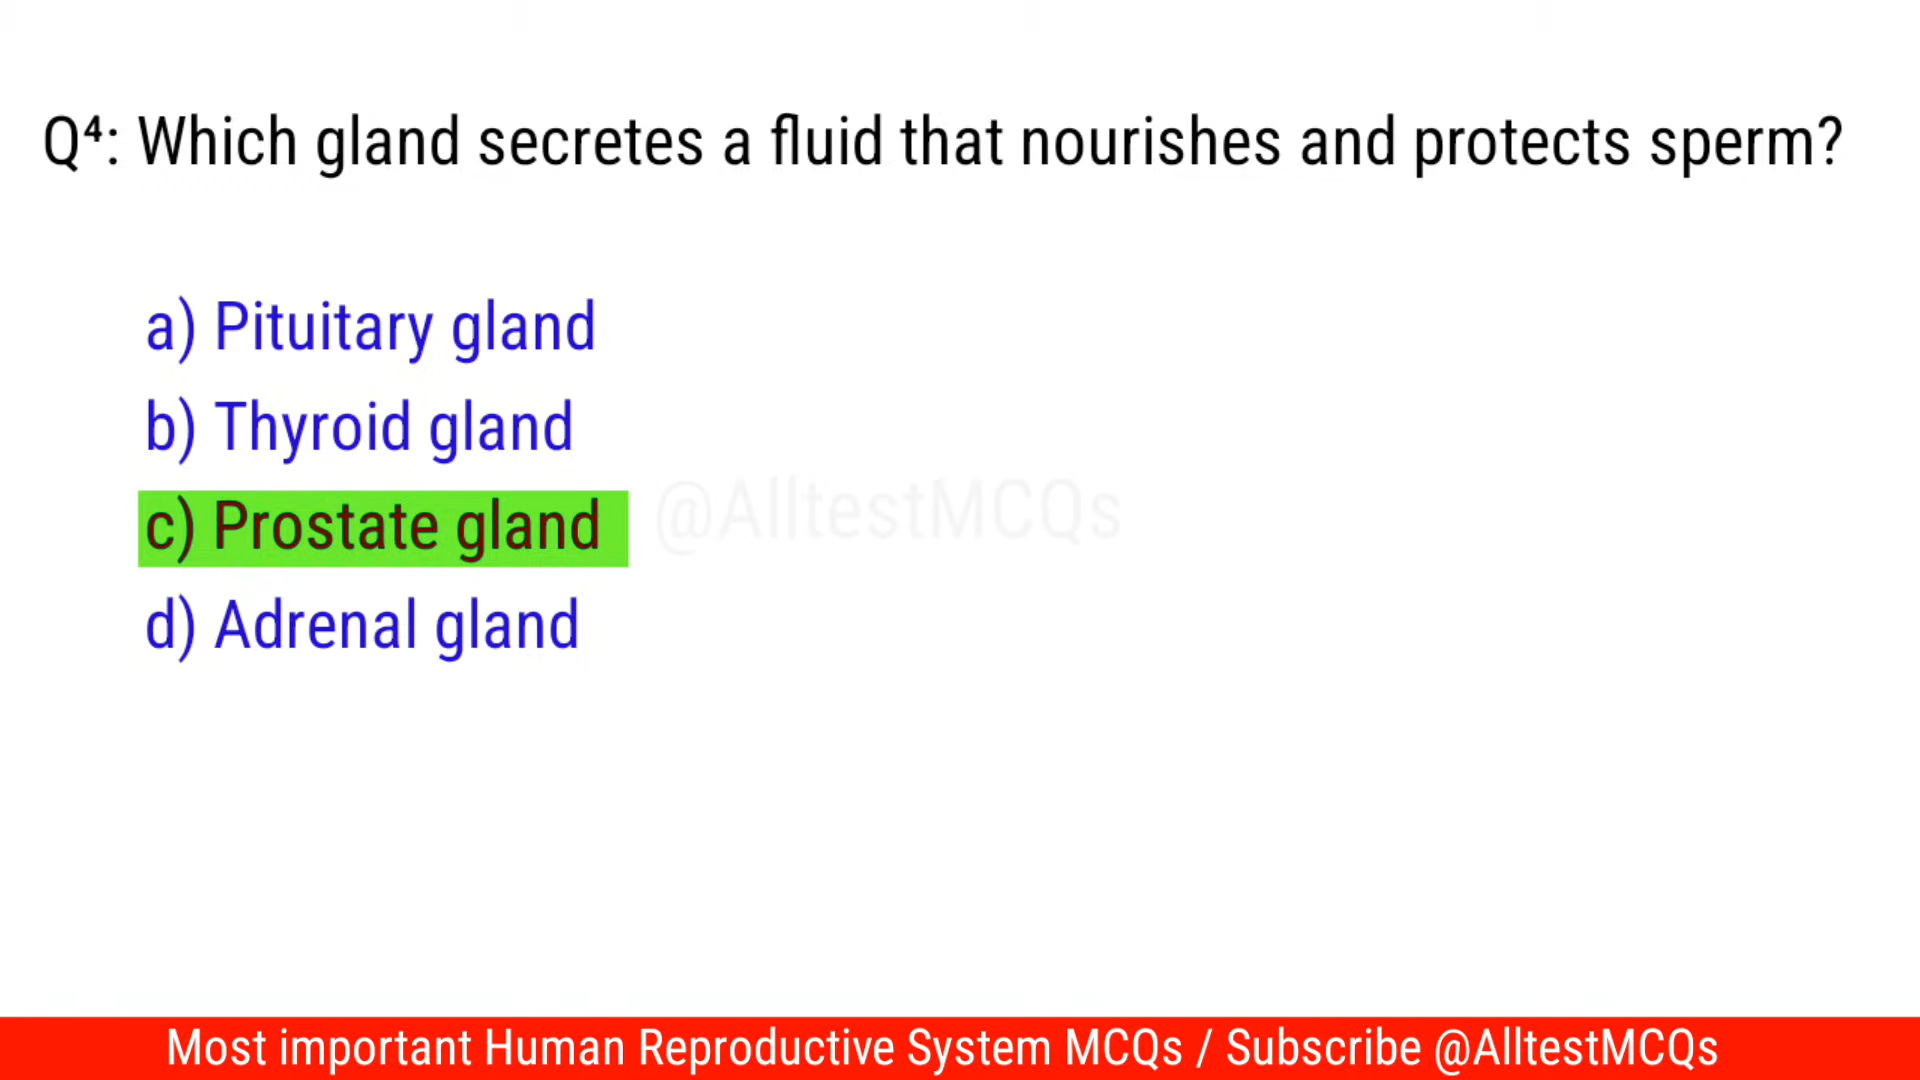 Q⁴: Which gland secretes a fluid that nourishes and protects sperm?
a) Pituitary gland
b) Thyroid gland
c) Prostate gland
@AlltestMCQs
d) Adrenal gland
Most important Human Reproductive System MCQs / Subscribe @AlltestMCQs